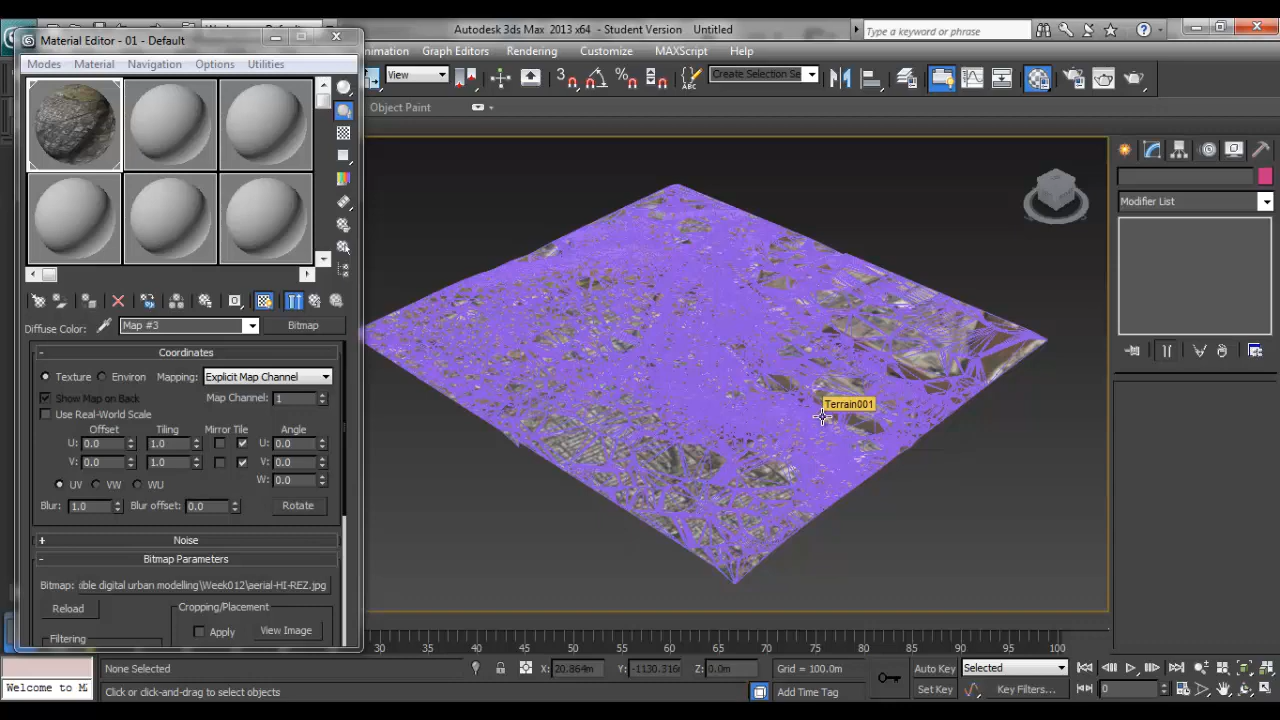 Autodesk 3ds Max 2013 x64 - Student Version Untitled
Type a keyword or phrase
Material Editor - 01 - Default
Modes Material Navigation Options Utilities
Graph Editors Rendering Customize MAXScript Help
View
Create Selection Se
Object Paint
Modifier List
Diffuse Color: Map #3 Bitmap
Coordinates
Texture Environ Mapping: Explicit Map Channel
Show Map on Back Map Channel: 1
Use Real-World Scale
Offset Tiling Mirror Tile Angle
U: 0.0 1.0 U: 0.0
V: 0.0 1.0 V: 0.0
W: 0.0
UV VW WU
Blur: 1.0 Blur offset: 0.0 Rotate
Noise
Bitmap Parameters
Bitmap: ible digital urban modelling\Week012\aerial-HI-REZ.jpg
Reload Cropping/Placement
Apply View Image
Filtering
Terrain001
30 35 40 45 50 55 60 65 70 75 80 85 90 95 100
None Selected X: 20.864m Y: -1130.316m Z: 0.0m Grid = 100.0m Auto Key Selected
Welcome to M Click or click-and-drag to select objects Add Time Tag Set Key Key Filters... 0